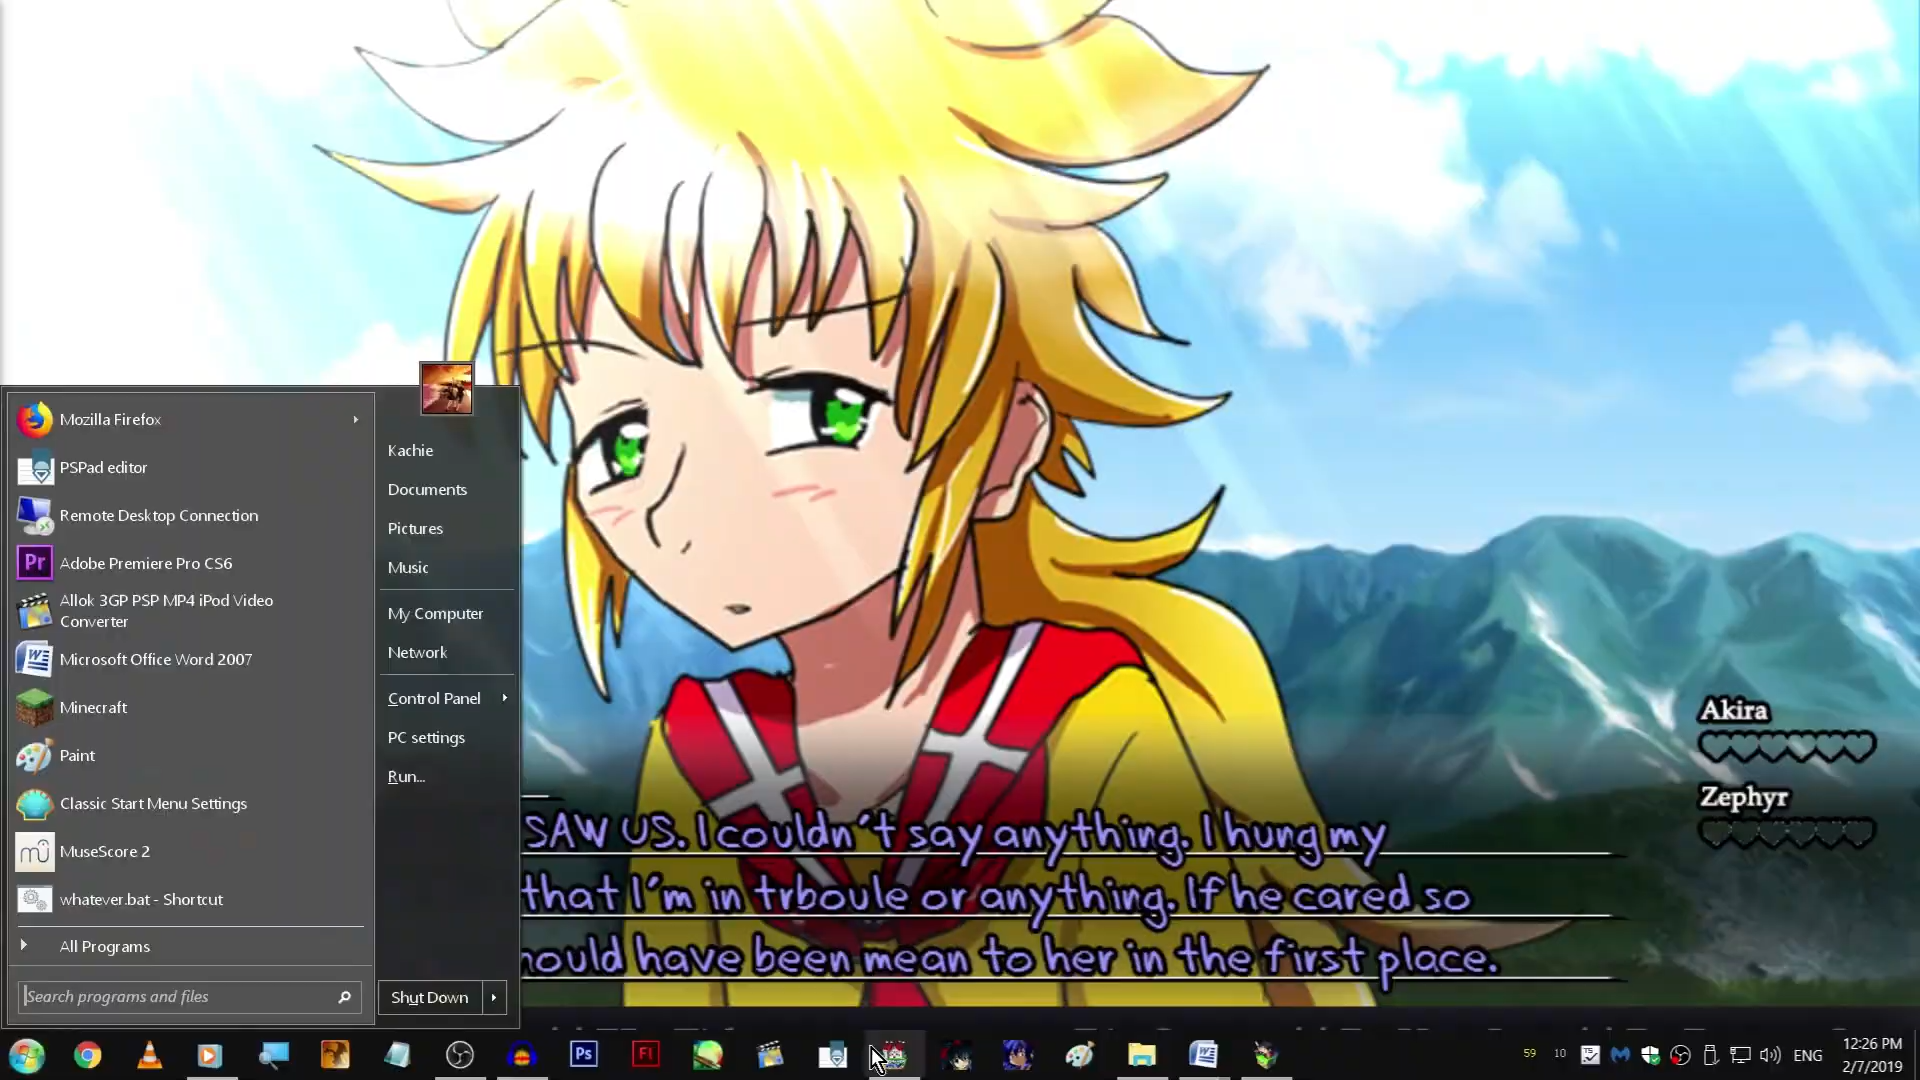 Mozilla Firefox
PSPad editor
Remote Desktop Connection
Adobe Premiere Pro CS6
Allok 3GP PSP MP4 iPod Video
Converter
Microsoft Office Word 2007
Minecraft
Paint
Classic Start Menu Settings
MuseScore 2
whatever.bat - Shortcut
All Programs
Search programs and files
Kachie
Documents
Pictures
Music
My Computer
Network
Control Panel
PC settings
Run...
Shut Down
Akira
Zephyr
SAW US. I couldn't say anything. I hung my
that I'm in trboule or anything. If he cared so
have been mean to her in the first place.
Pr
W
Ps
Fl
W
59
10
ENG
12:26 PM
2/7/2019